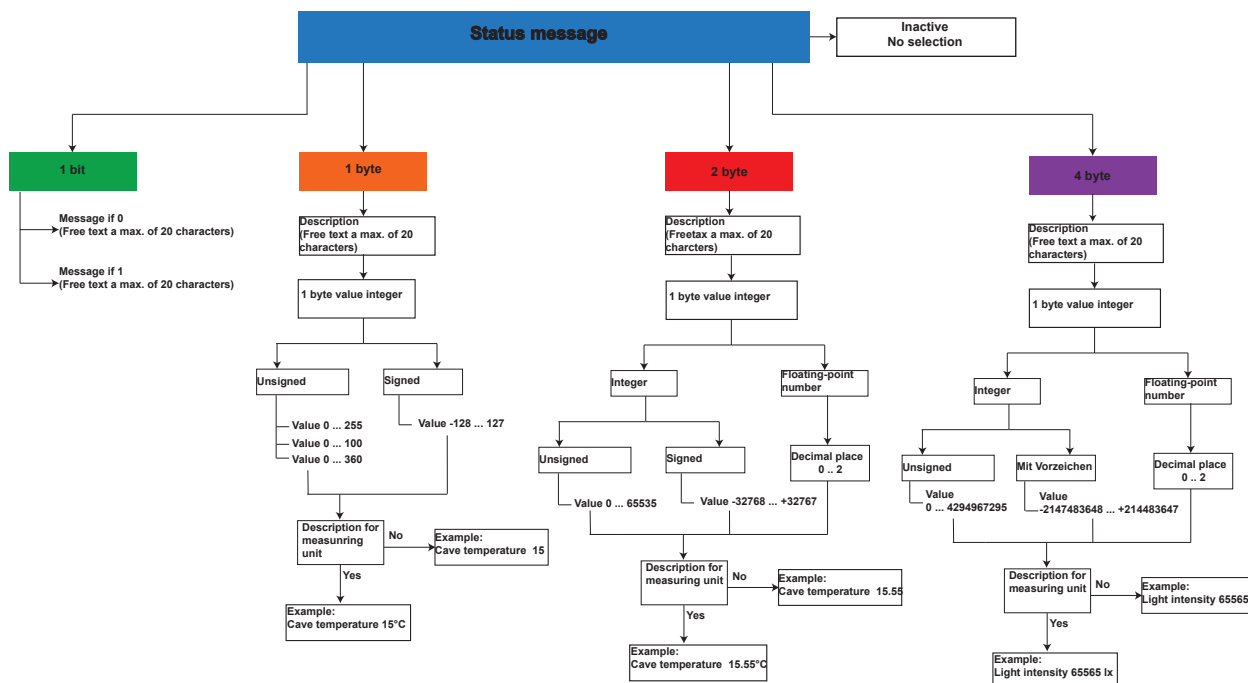 Status message
Inactive
No selection
1 bit
Message if 0
(Free text a max. of 20 characters)
Message if 1
(Free text a max. of 20 characters)
1 byte
Description
(Free text a max. of 20
characters)
1 byte value integer
Unsigned
Value 0 ... 255
Value 0 ... 100
Value 0 ... 360
Signed
Value -128 ... 127
Description for
measunring
unit
No
Example:
Cave temperature 15
Yes
Example:
Cave temperature 15°C
2 byte
Description
(Freetax a max. of 20
charcters)
1 byte value integer
Integer
Floating-point
number
Unsigned
Value 0 ... 65535
Signed
Value -32768 ... +32767
Decimal place
0 .. 2
Description for
measuring unit
No
Example:
Cave temperature 15.55
Yes
Example:
Cave temperature 15.55°C
4 byte
Description
(Free text a max. of 20
characters)
1 byte value integer
Integer
Floating-point
number
Unsigned
Value
0 ... 4294967295
Mit Vorzeichen
Value
-2147483648 ... +214483647
Decimal place
0 .. 2
Description for
measuring unit
No
Example:
Light intensity 65565
Yes
Example:
Light intensity 65565 lx